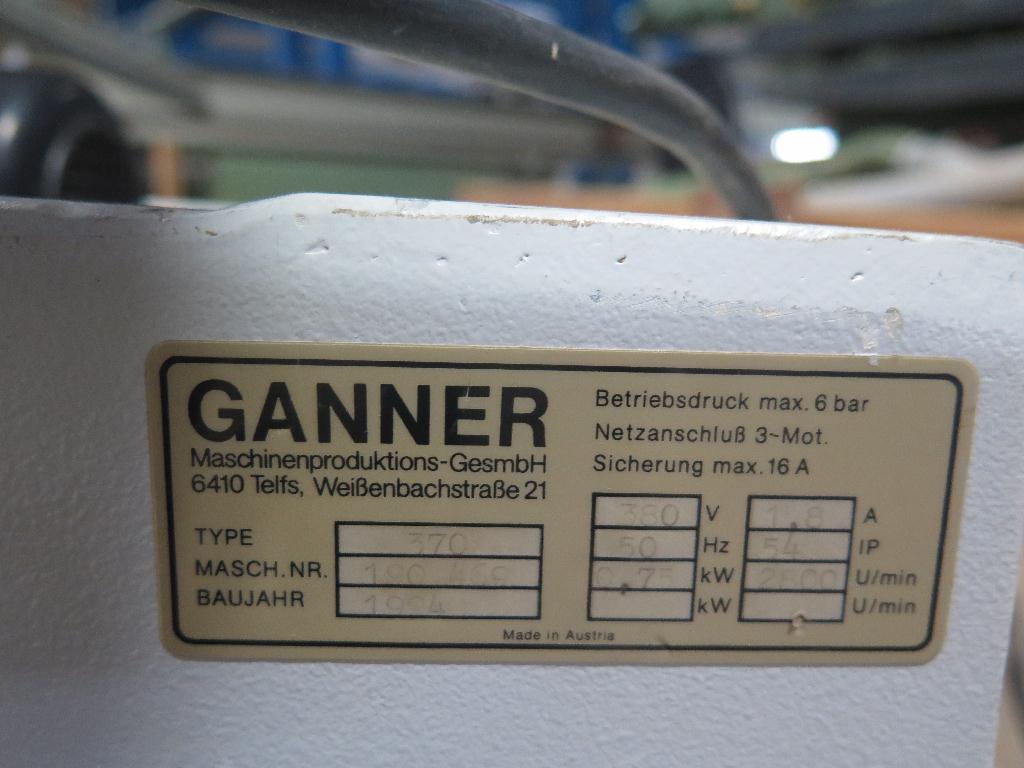 GANNER
Maschinenproduktions-GesmbH
6410 Telfs, Weißenbachstraße 21
Betriebsdruck max. 6 bar
Netzanschluß 3~Mot.
Sicherung max. 16 A
TYPE 370
MASCH.NR.
BAUJAHR 1994
380 V 1,8 A
50 Hz 54 IP
0,75 kW 2800 U/min
kW U/min
Made in Austria